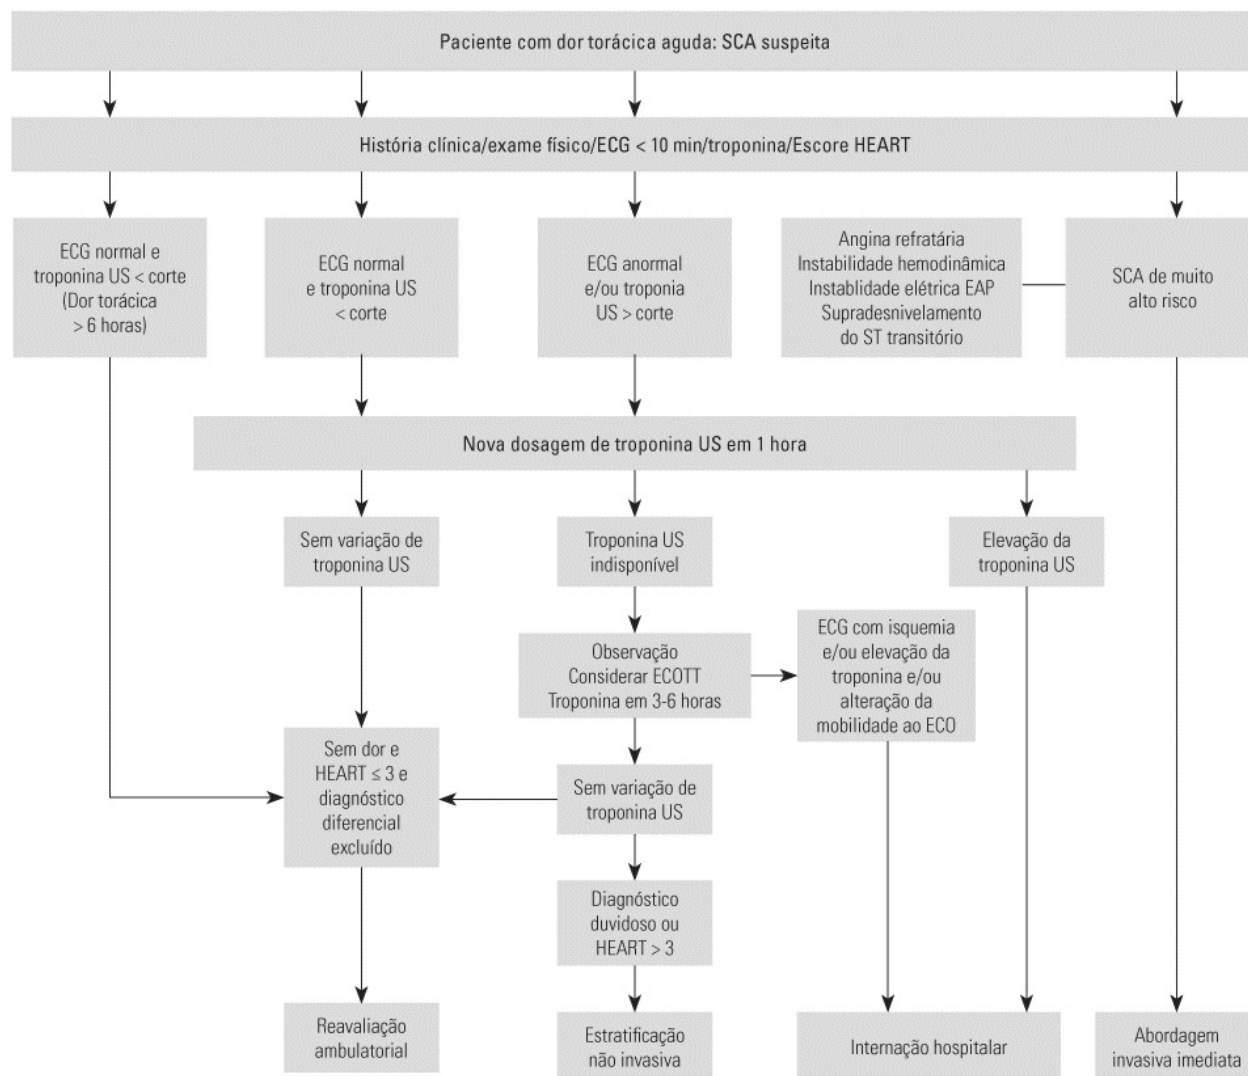 Paciente com dor torácica aguda: SCA suspeita
História clínica/exame físico/ECG < 10 min/troponina/Escore HEART
ECG normal e
troponina US < corte
(Dor torácica
> 6 horas)
ECG normal
e troponina US
< corte
ECG anormal
e/ou troponia
US > corte
Angina refratária
Instabilidade hemodinâmica
Instablidade elétrica EAP
Supradesnivelamento
do ST transitório
SCA de muito
alto risco
Nova dosagem de troponina US em 1 hora
Sem variação de
troponina US
Troponina US
indisponível
Elevação da
troponina US
Observação
Considerar ECOTT
Troponina em 3-6 horas
ECG com isquemia
e/ou elevação da
troponina e/ou
alteração da
mobilidade ao ECO
Sem dor e
HEART ≤ 3 e
diagnóstico
diferencial
excluído
Sem variação de
troponina US
Diagnóstico
duvidoso ou
HEART > 3
Reavaliação
ambulatorial
Estratificação
não invasiva
Internação hospitalar
Abordagem
invasiva imediata